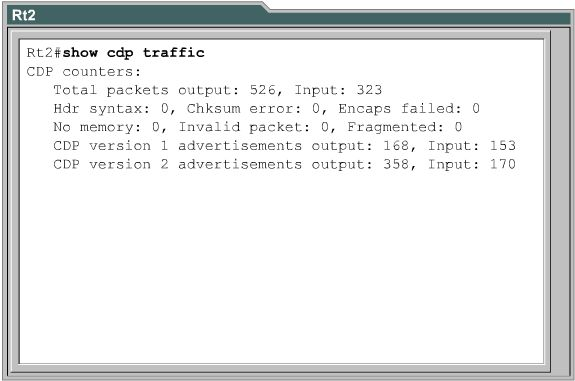 Rt2
Rt2#show cdp traffic
CDP counters:
Total packets output: 526, Input: 323
Hdr syntax: 0, Chksum error: 0, Encaps failed: 0
No memory: 0, Invalid packet: 0, Fragmented: 0
CDP version 1 advertisements output: 168, Input: 153
CDP version 2 advertisements output: 358, Input: 170